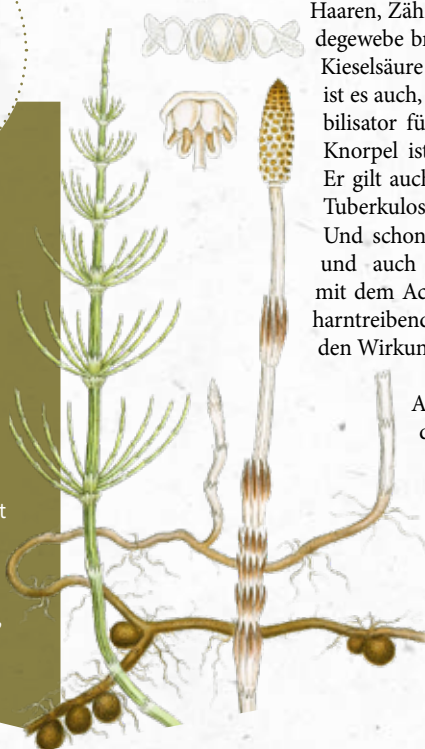 Haaren, Zäh
degewebe br
Kieselsäure
ist es auch,
bilisator fü
Knorpel ist
Er gilt auch
Tuberkulos
Und schon
und auch
mit dem Ac
harntreibend
den Wirkun
A
d
t